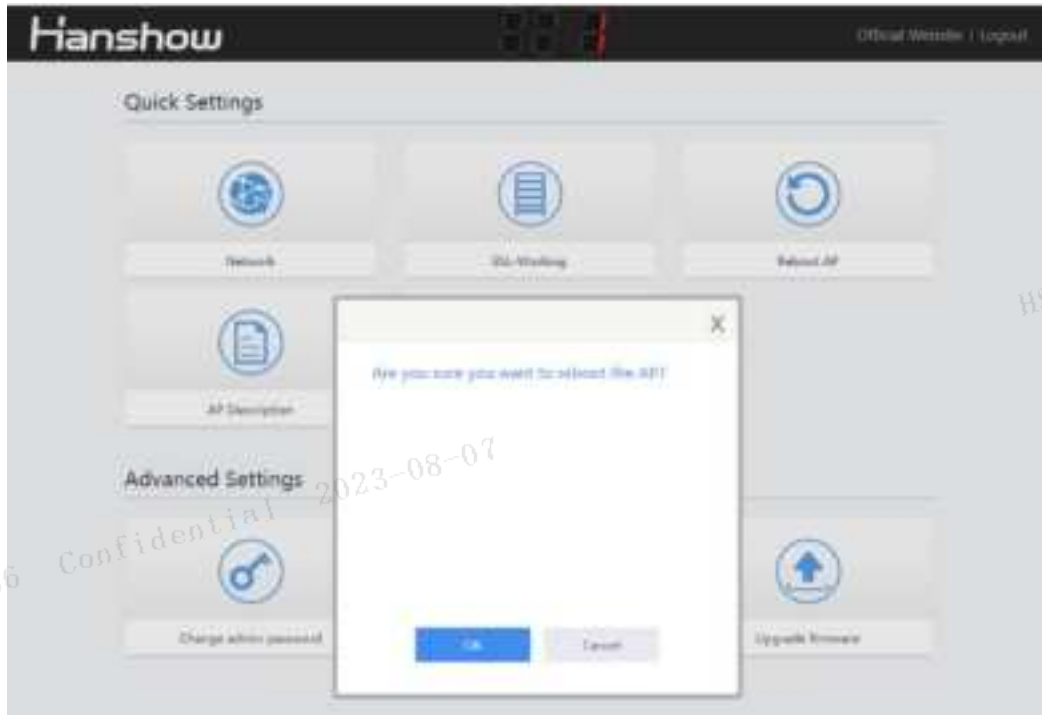 Hanshow
1
Official Website | Logout
Quick Settings
Network
ESL-Working
Reboot AP
AP Description
Are you sure you want to reboot the AP?
Advanced Settings
Confidential 2023-08-07
Change admin password
OK
Cancel
Upgrade firmware